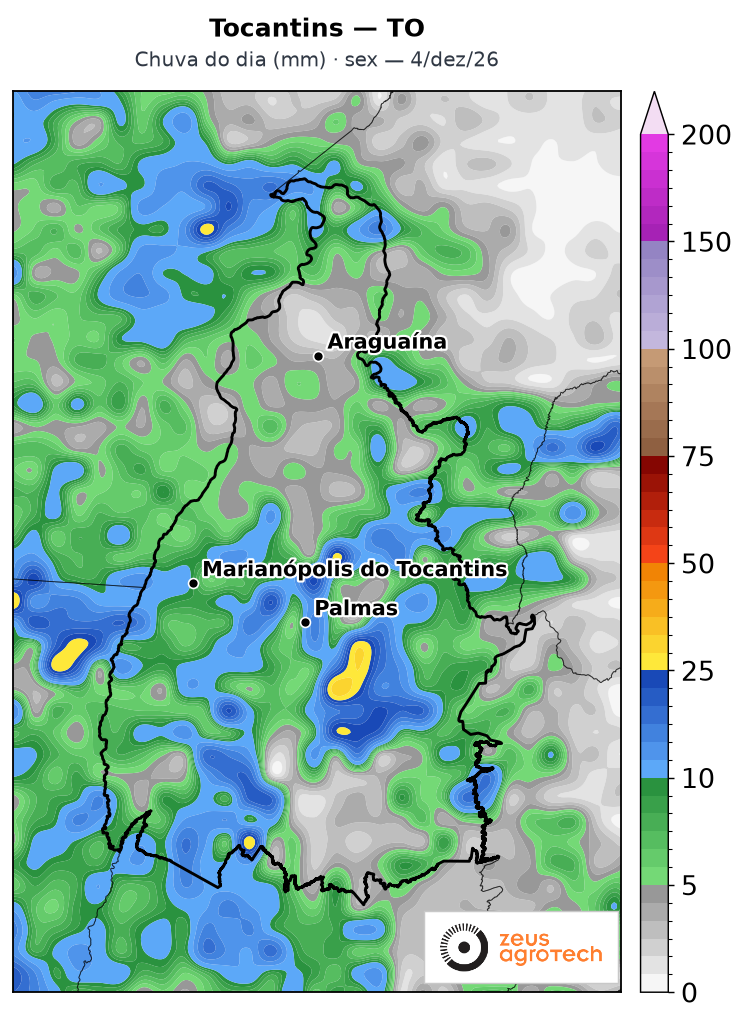 Tocantins — TO
Chuva do dia (mm) · sex — 4/dez/26
200
150
100
75
50
25
10
5
0
Araguaína
Marianópolis do Tocantins
Palmas
zeus
agrotech